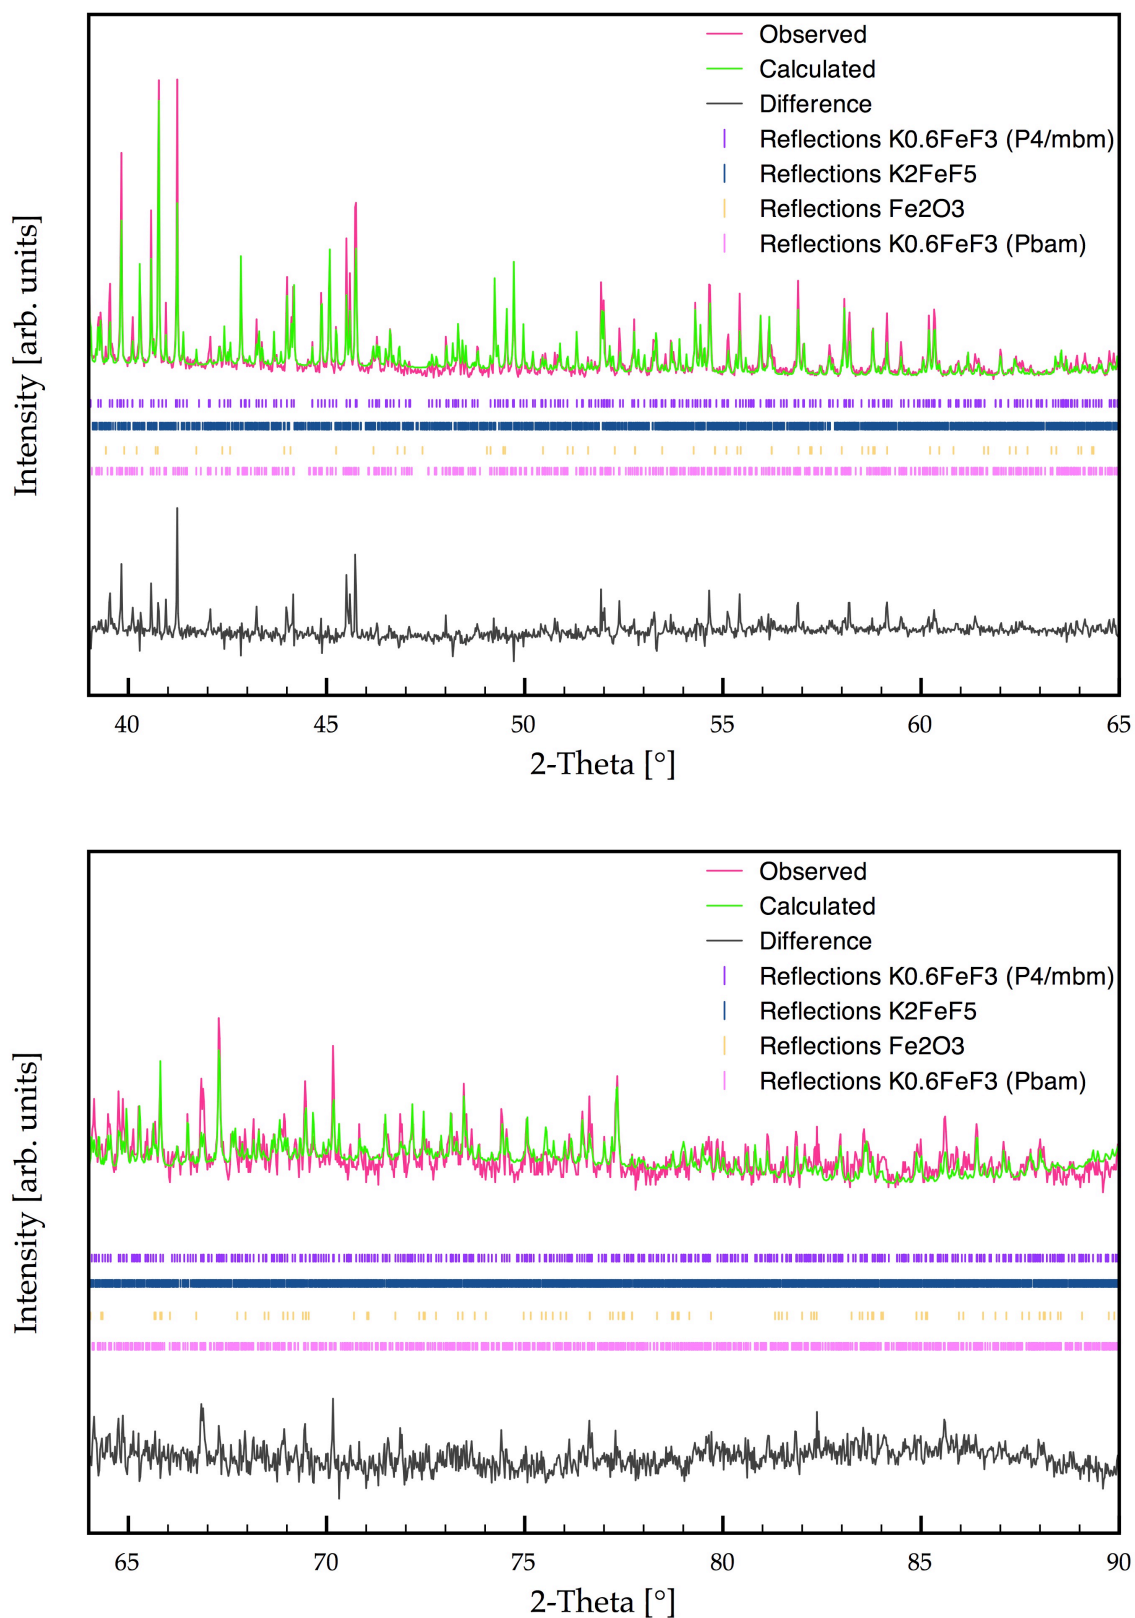 Observed
Calculated
Difference
Reflections K0.6FeF3 (P4/mbm)
Reflections K2FeF5
Reflections Fe2O3
Reflections K0.6FeF3 (Pbam)
Intensity [arb. units]
40 45 50 55 60 65
2-Theta [°]
Observed
Calculated
Difference
Reflections K0.6FeF3 (P4/mbm)
Reflections K2FeF5
Reflections Fe2O3
Reflections K0.6FeF3 (Pbam)
Intensity [arb. units]
65 70 75 80 85 90
2-Theta [°]